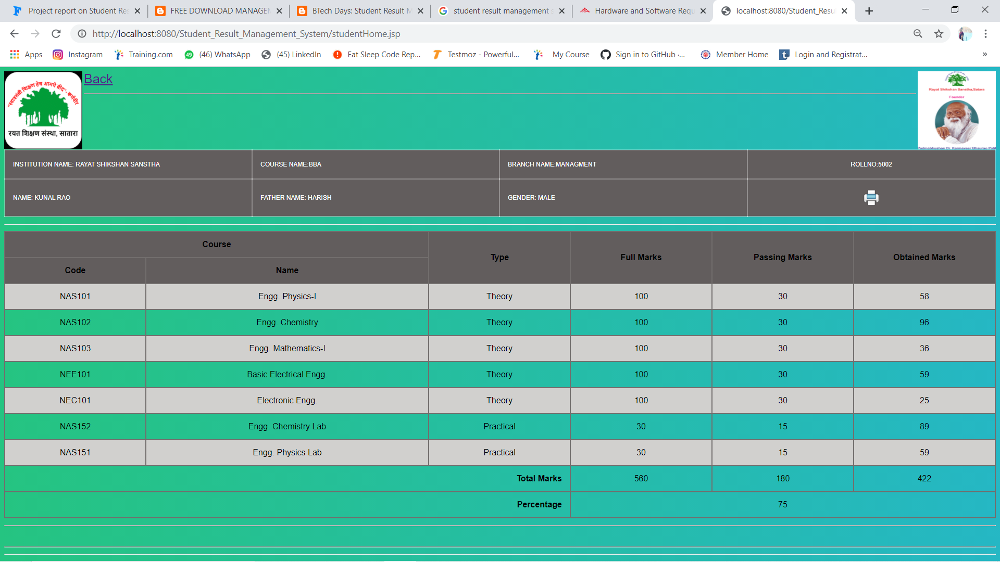 Project report on Student Res
FREE DOWNLOAD MANAGEM
BTech Days: Student Result M
student result management s
Hardware and Software Requ
localhost:8080/Student_Resu
http://localhost:8080/Student_Result_Management_System/studentHome.jsp
Apps
Instagram
Training.com
49
(46) WhatsApp
(45) LinkedIn
Eat Sleep Code Rep...
Testmoz - Powerful...
My Course
Sign in to GitHub ·...
Member Home
Login and Registrat...
»
"स्वावलंबी शिक्षण हेच आमचे ब्रीद"- कर्मवीर
रयत शिक्षण संस्था, सातारा
Back
Rayat Shikshan Sanstha,Satara
Founder
Padmabhushan Dr. Karmaveer Bhaurao Patil
INSTITUTION NAME: RAYAT SHIKSHAN SANSTHA COURSE NAME:BBA BRANCH NAME:MANAGMENT ROLLNO:5002
NAME: KUNAL RAO FATHER NAME: HARISH GENDER: MALE
Course Type Full Marks Passing Marks Obtained Marks
Code Name
NAS101 Engg. Physics-I Theory 100 30 58
NAS102 Engg. Chemistry Theory 100 30 96
NAS103 Engg. Mathematics-I Theory 100 30 36
NEE101 Basic Electrical Engg. Theory 100 30 59
NEC101 Electronic Engg. Theory 100 30 25
NAS152 Engg. Chemistry Lab Practical 30 15 89
NAS151 Engg. Physics Lab Practical 30 15 59
Total Marks 560 180 422
Percentage 75